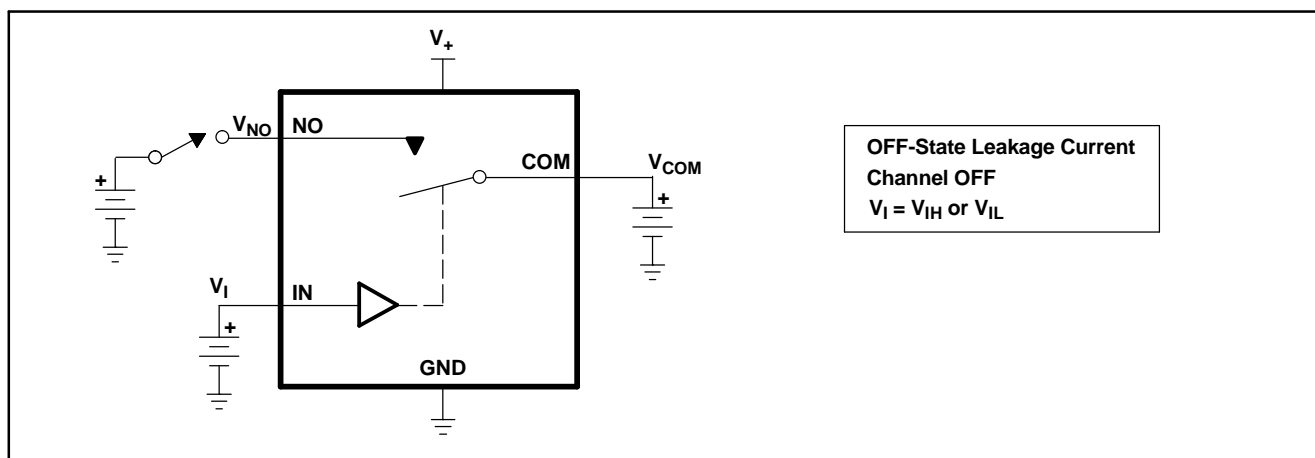 V+
VNO NO
+
COM VCOM
+
VI IN
+
GND
OFF-State Leakage Current
Channel OFF
VI = VIH or VIL